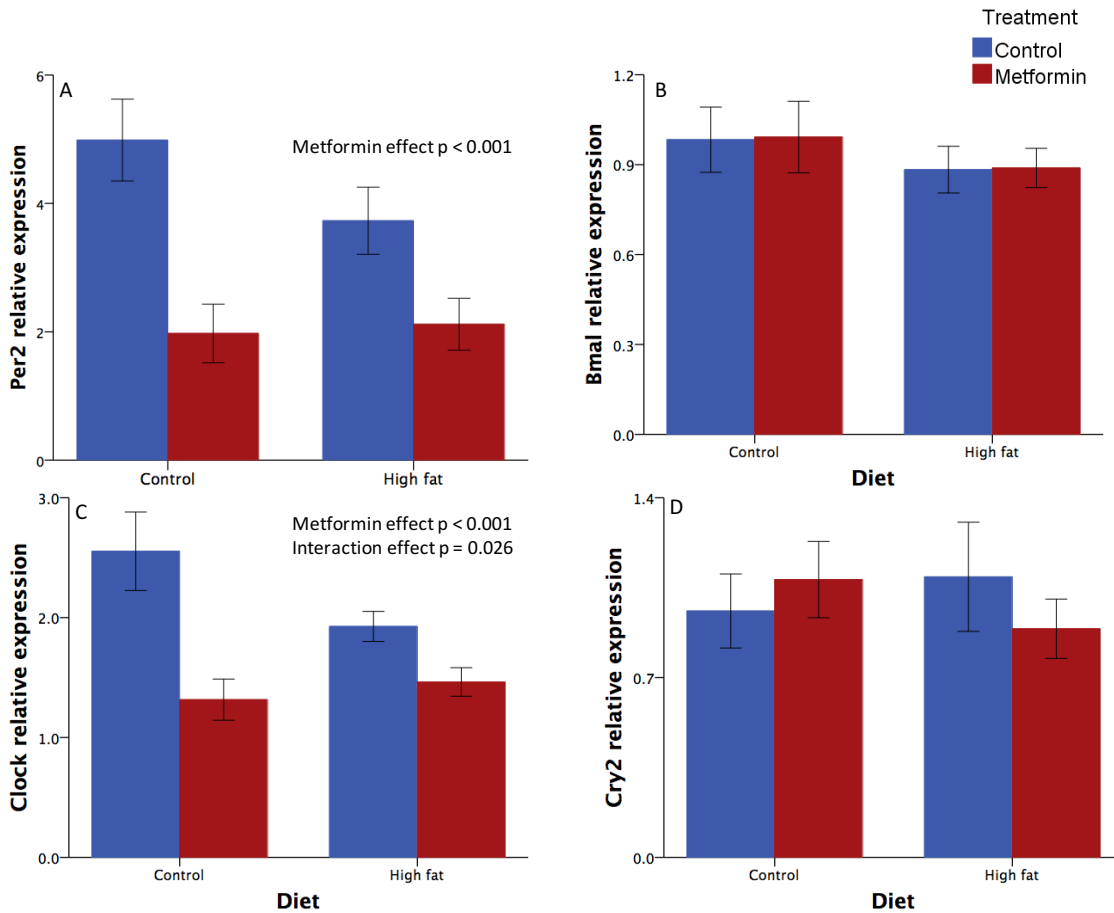 Treatment
Control
Metformin
A
Metformin effect p < 0.001
Per2 relative expression
6
4
2
0
Control
High fat
B
Bmal relative expression
1.2
0.9
0.6
0.3
0.0
Control
High fat
Diet
C
Metformin effect p < 0.001
Interaction effect p = 0.026
Clock relative expression
3.0
2.0
1.0
0.0
Control
High fat
Diet
D
Cry2 relative expression
1.4
0.7
0.0
Control
High fat
Diet